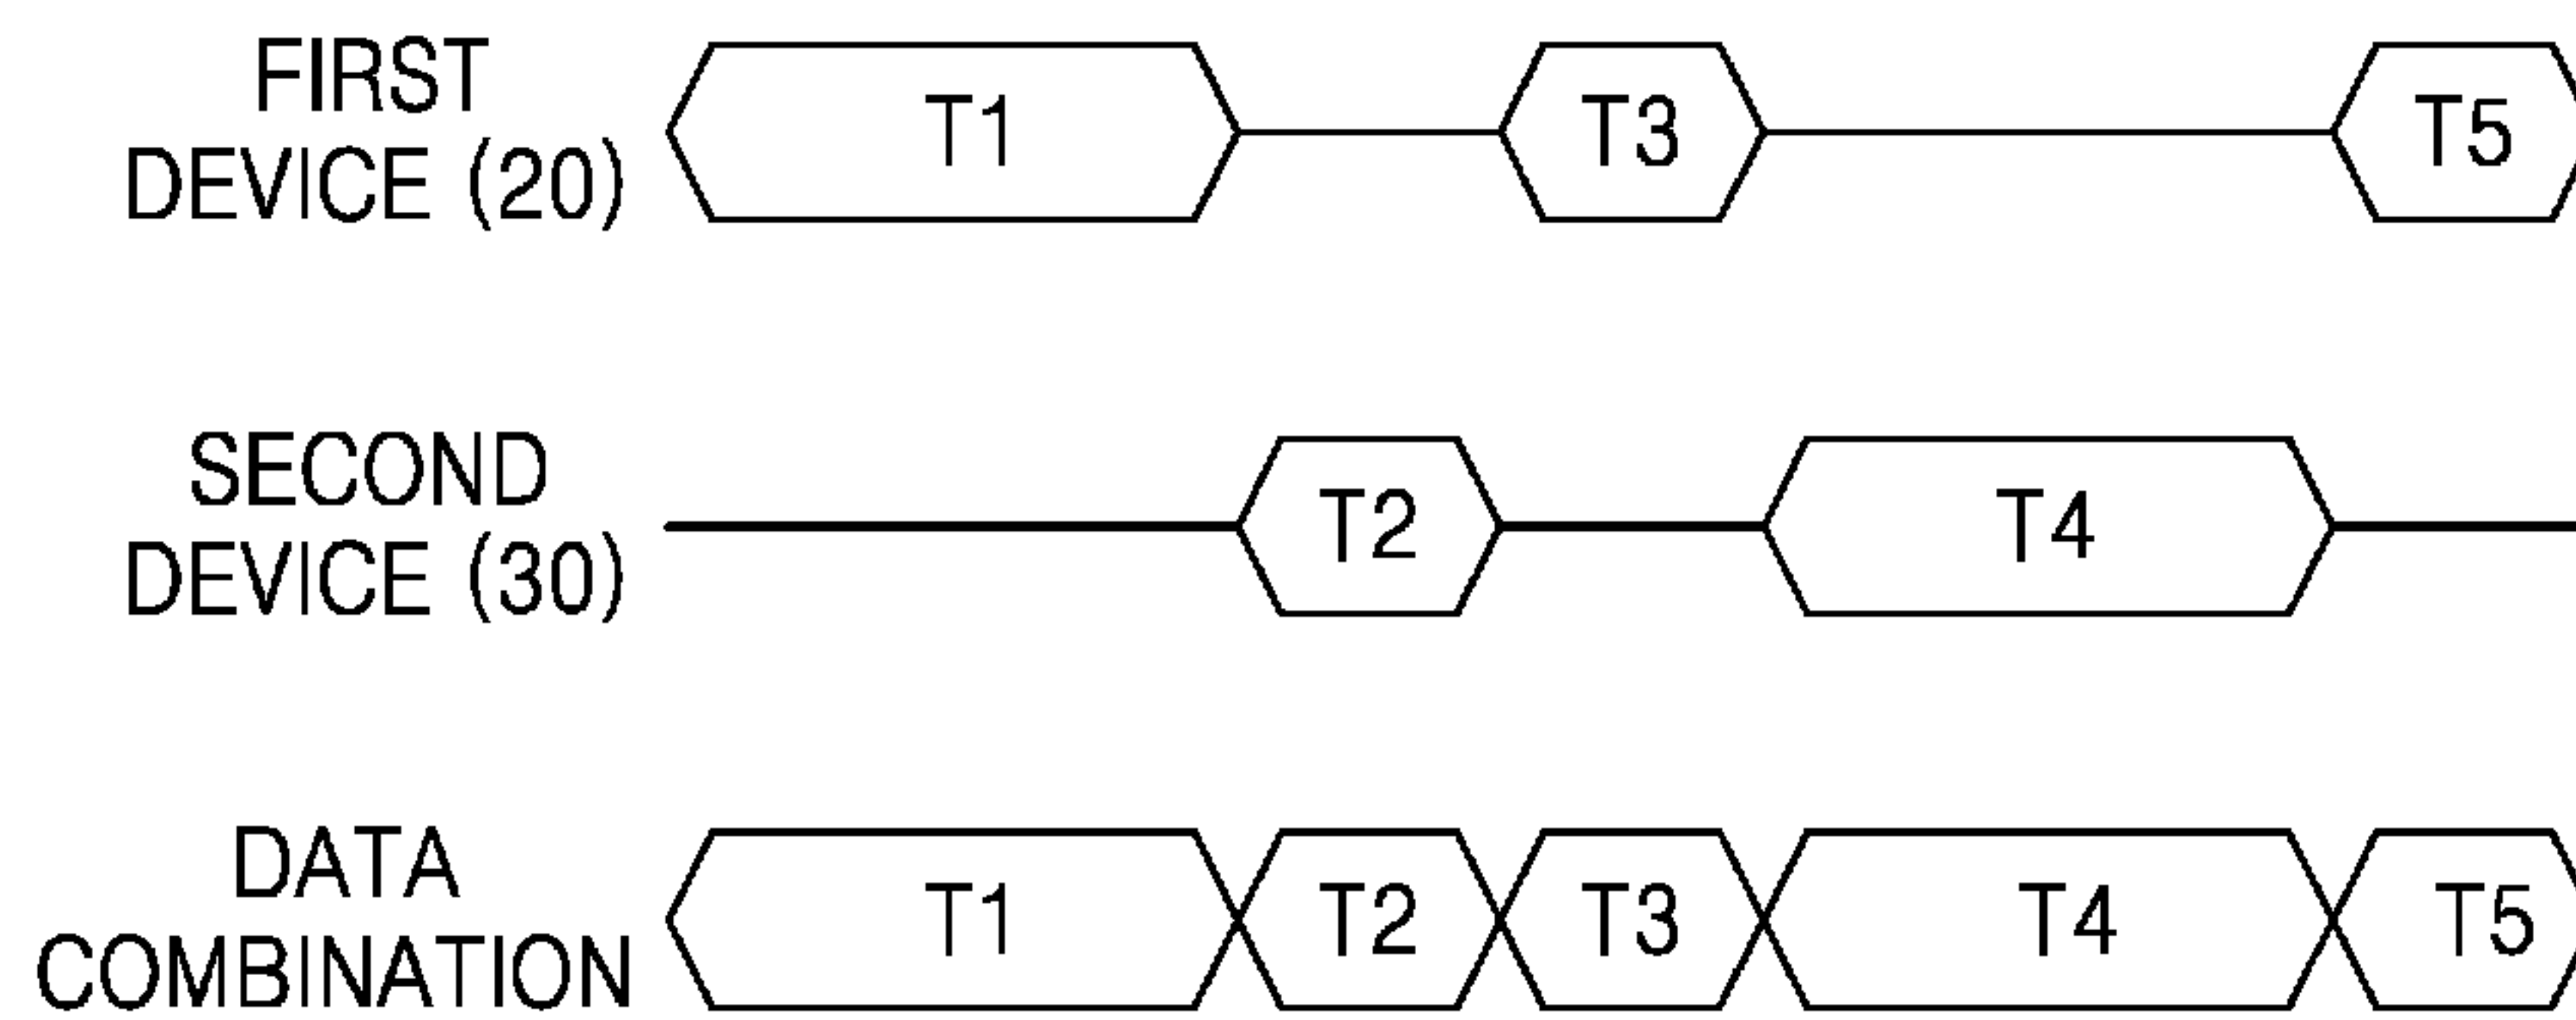 FIRST
DEVICE (20)
T1
T3
T5
SECOND
DEVICE (30)
T2
T4
DATA
COMBINATION
T1
T2
T3
T4
T5